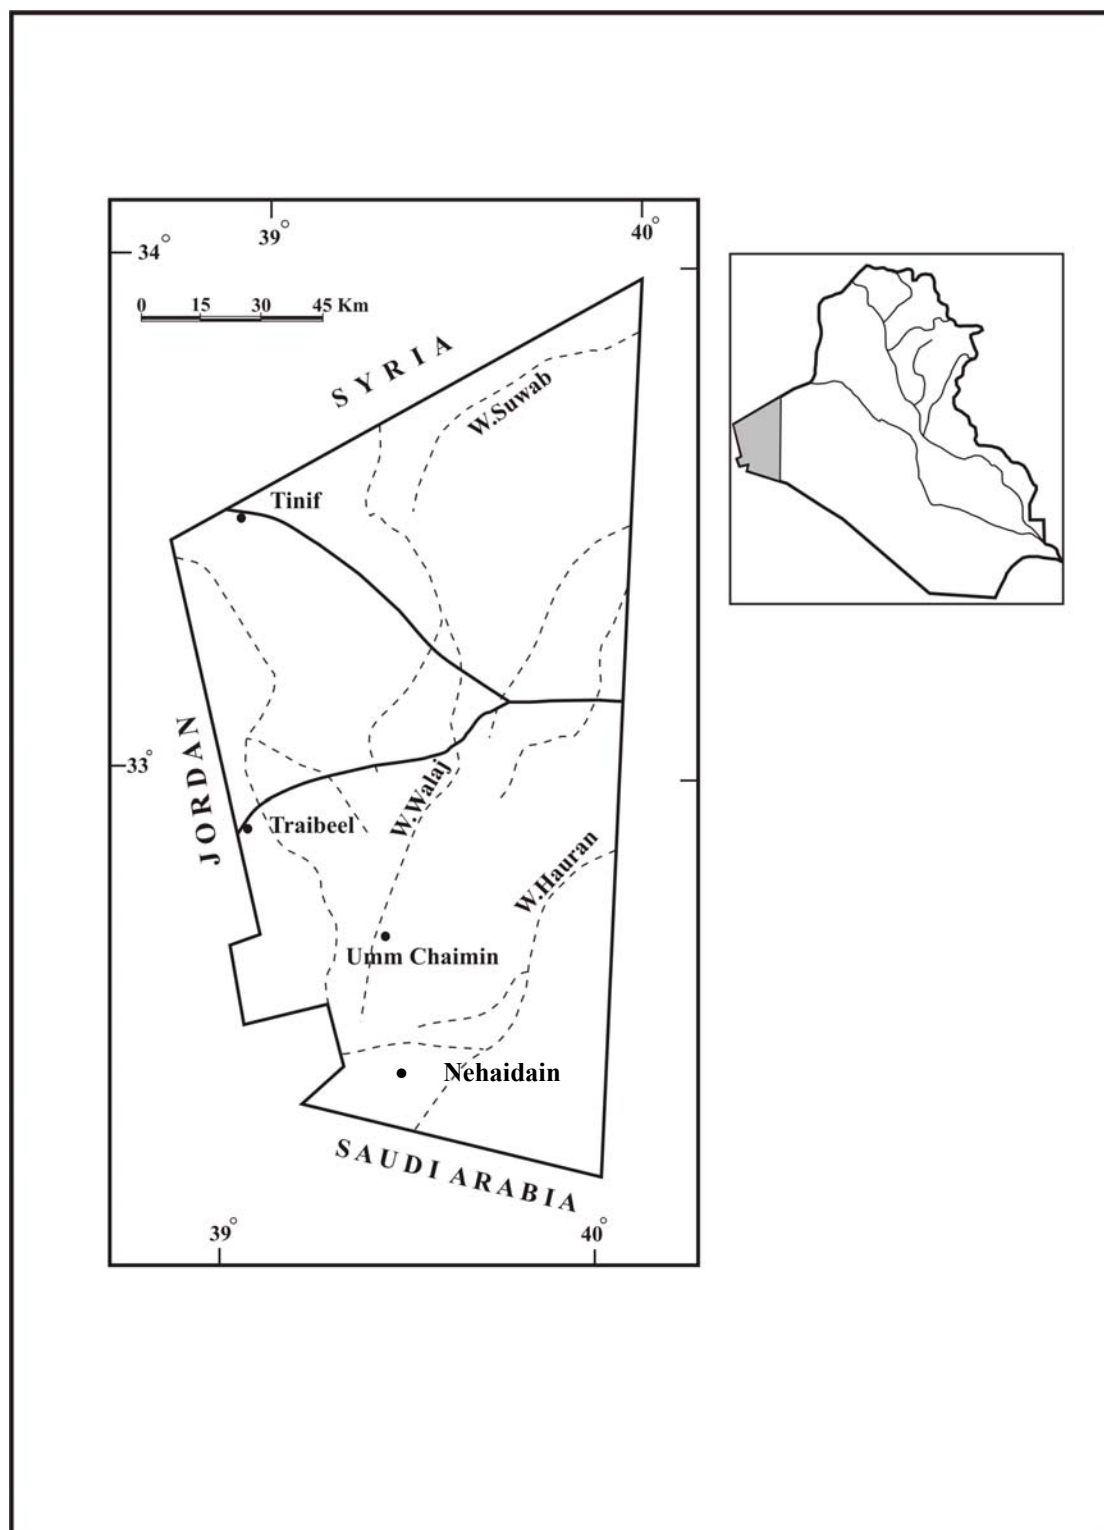 39°
40°
34°
0 15 30 45 Km
SYRIA
W.Suwab
Tinif
JORDAN
33°
W.Walaj
Traibeel
W.Hauran
Umm Chaimin
Nehaidain
SAUDI ARABIA
39°
40°